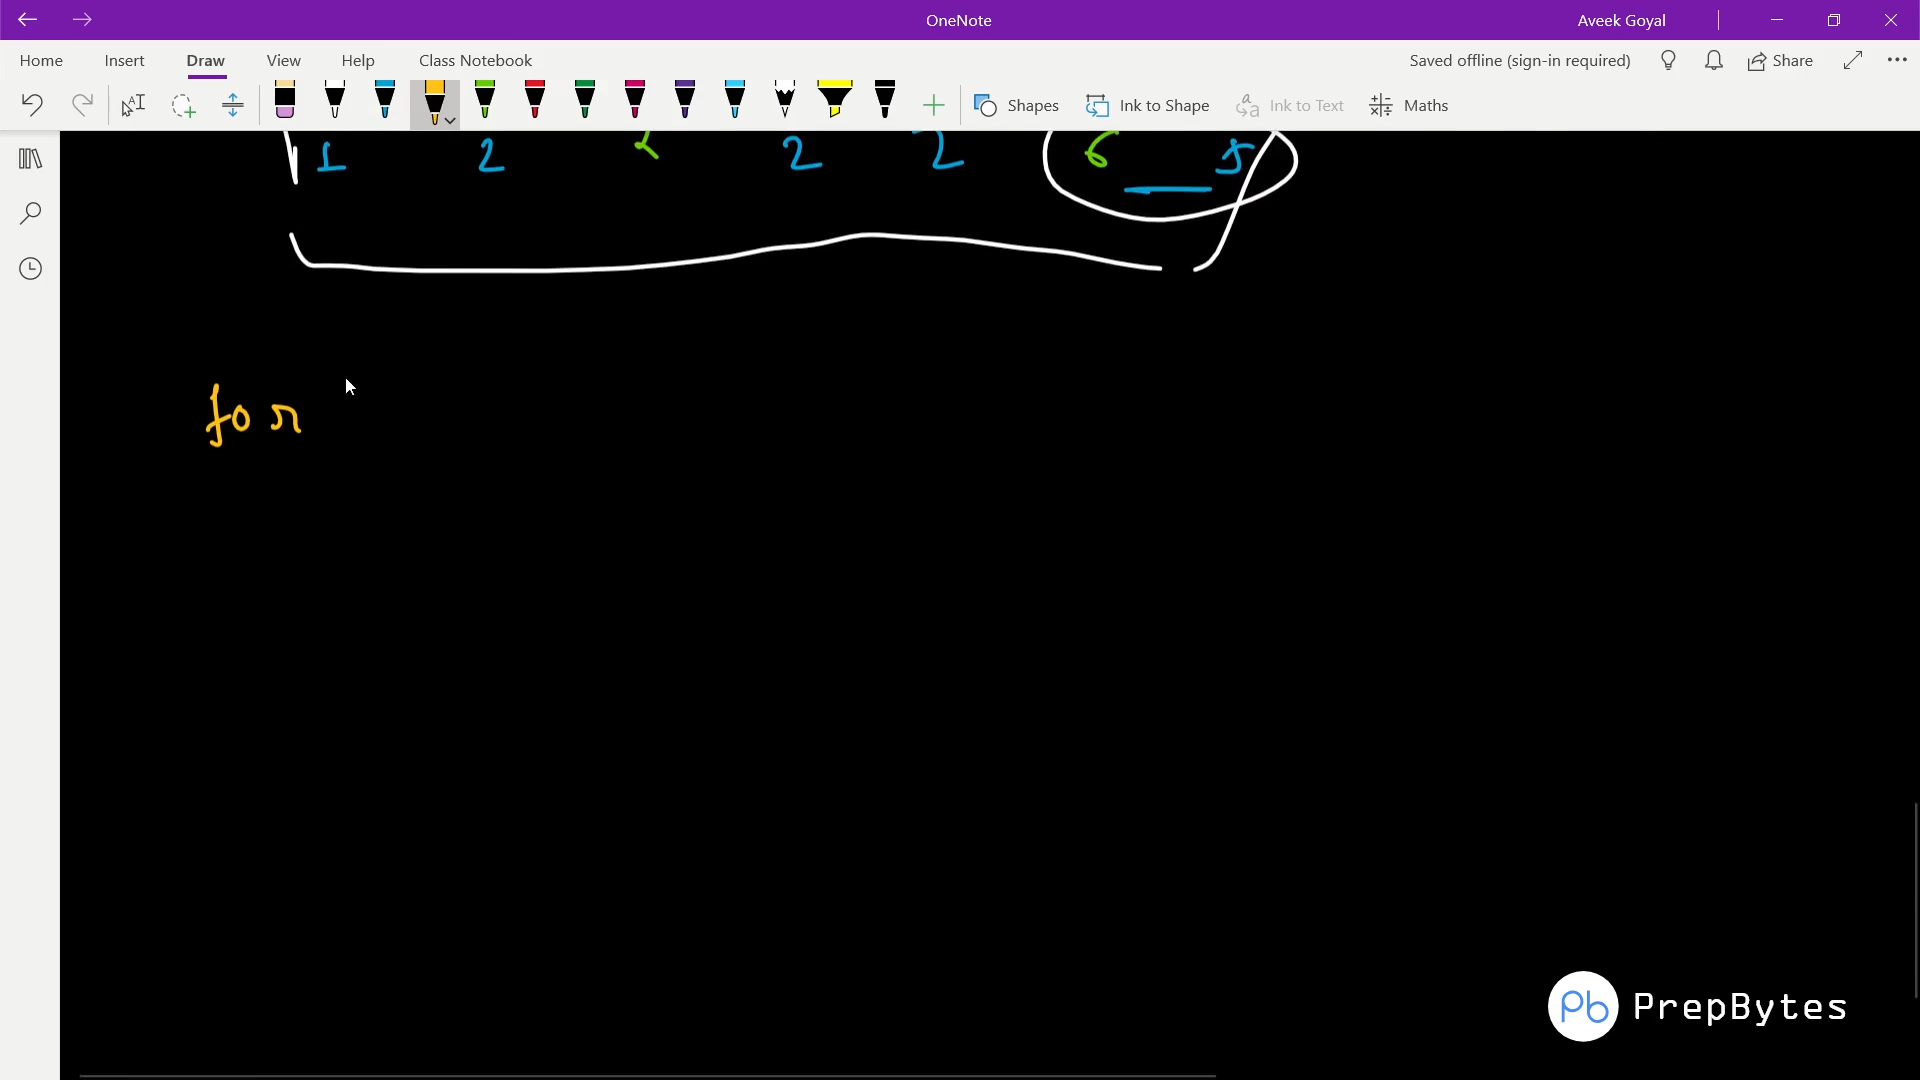 OneNote
Aveek Goyal
Home Insert Draw View Help Class Notebook
Saved offline (sign-in required) Share
Shapes Ink to Shape Ink to Text Maths
1 2 2 2 6 5
for
Pb PrepBytes